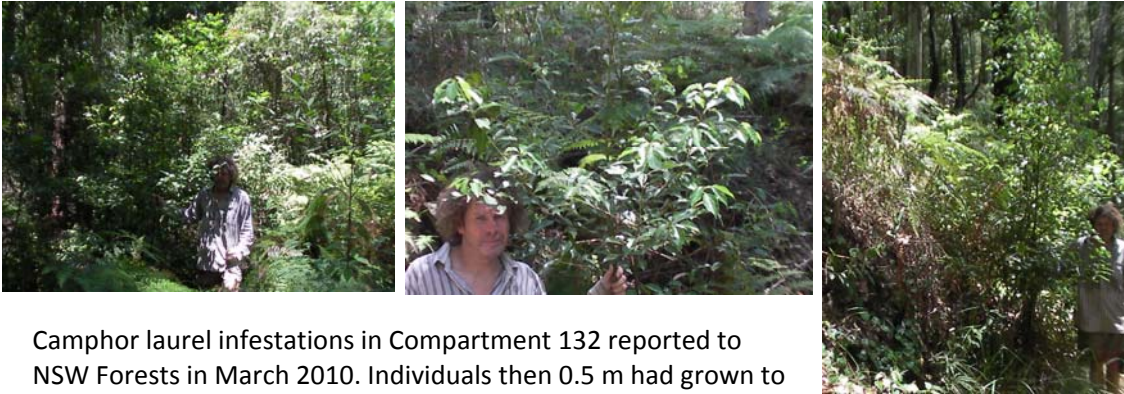 Camphor laurel infestations in Compartment 132 reported to
NSW Forests in March 2010. Individuals then 0.5 m had grown to